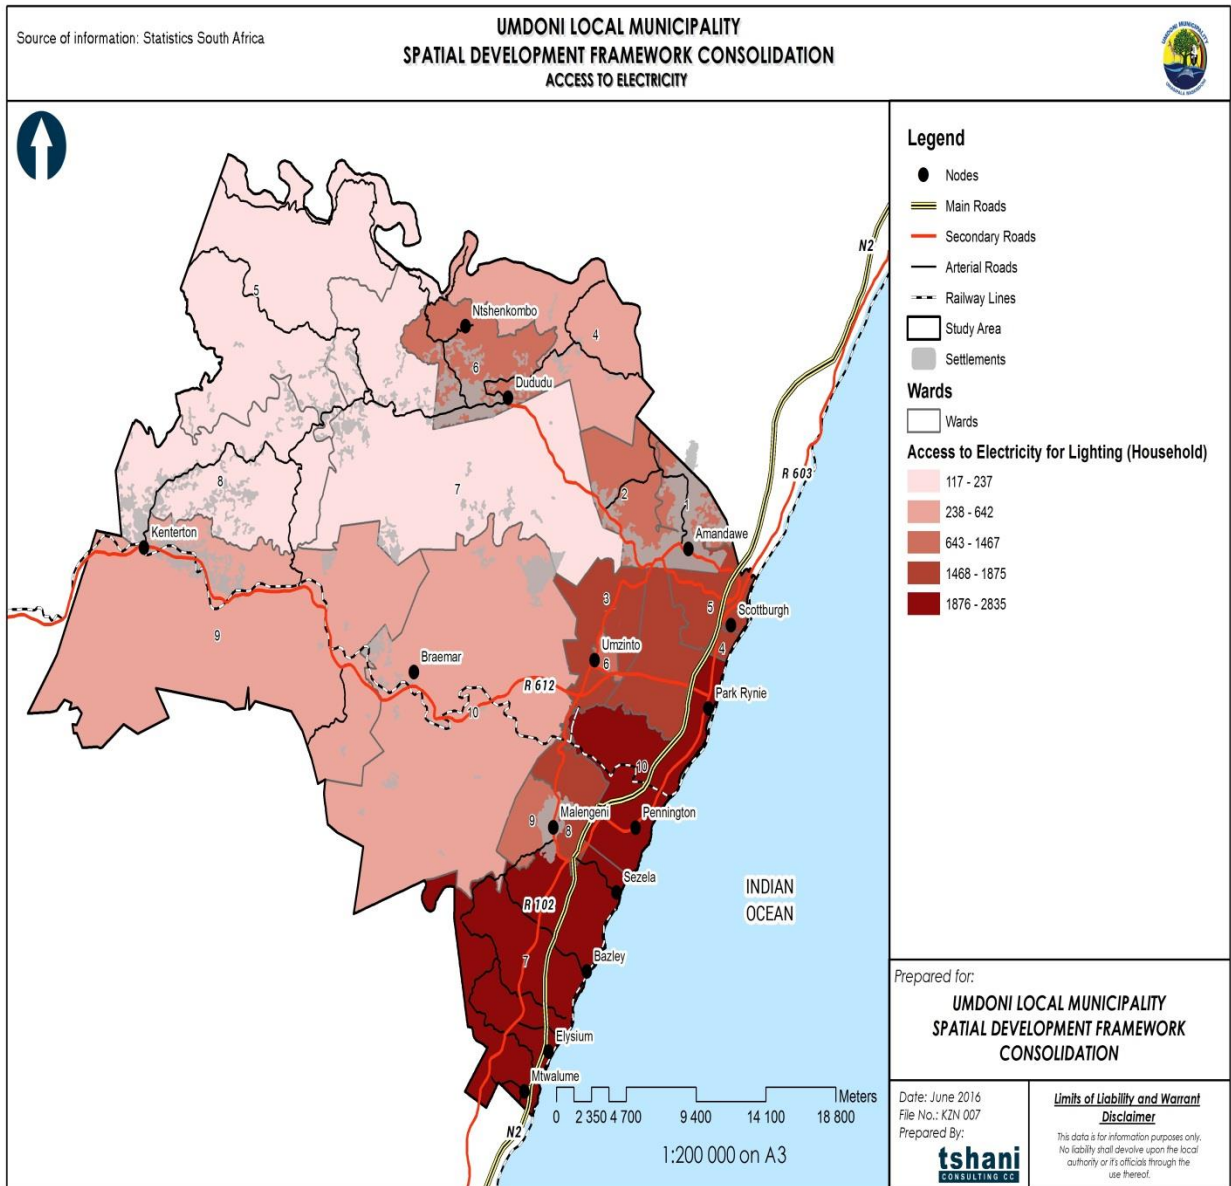 Source of information: Statistics South Africa
UMDONI LOCAL MUNICIPALITY
SPATIAL DEVELOPMENT FRAMEWORK CONSOLIDATION
ACCESS TO ELECTRICITY
UMDONI MUNICIPALITY
N2
5
Ntshenkombo
4
6
Dududu
R 603
8
7
2
1
Kenterton
Amandawe
3
5
Scottburgh
9
Umzinto
6
4
Braemar
R 612
Park Rynie
10
10
Malengeni
9
8
Pennington
Sezela
R 102
INDIAN
OCEAN
7
Bazley
Elysium
Mtwalume
N2
Meters
0 2 350 4 700 9 400 14 100 18 800
1:200 000 on A3
Legend
Nodes
Main Roads
Secondary Roads
Arterial Roads
Railway Lines
Study Area
Settlements
Wards
Wards
Access to Electricity for Lighting (Household)
117 - 237
238 - 642
643 - 1467
1468 - 1875
1876 - 2835
Prepared for:
UMDONI LOCAL MUNICIPALITY
SPATIAL DEVELOPMENT FRAMEWORK
CONSOLIDATION
Date: June 2016
File No.: KZN 007
Prepared By:
tshani
CONSULTING CC
Limits of Liability and Warrant
Disclaimer
This data is for information purposes only.
No liability shall devolve upon the local
authority or it's officials through the
use thereof.